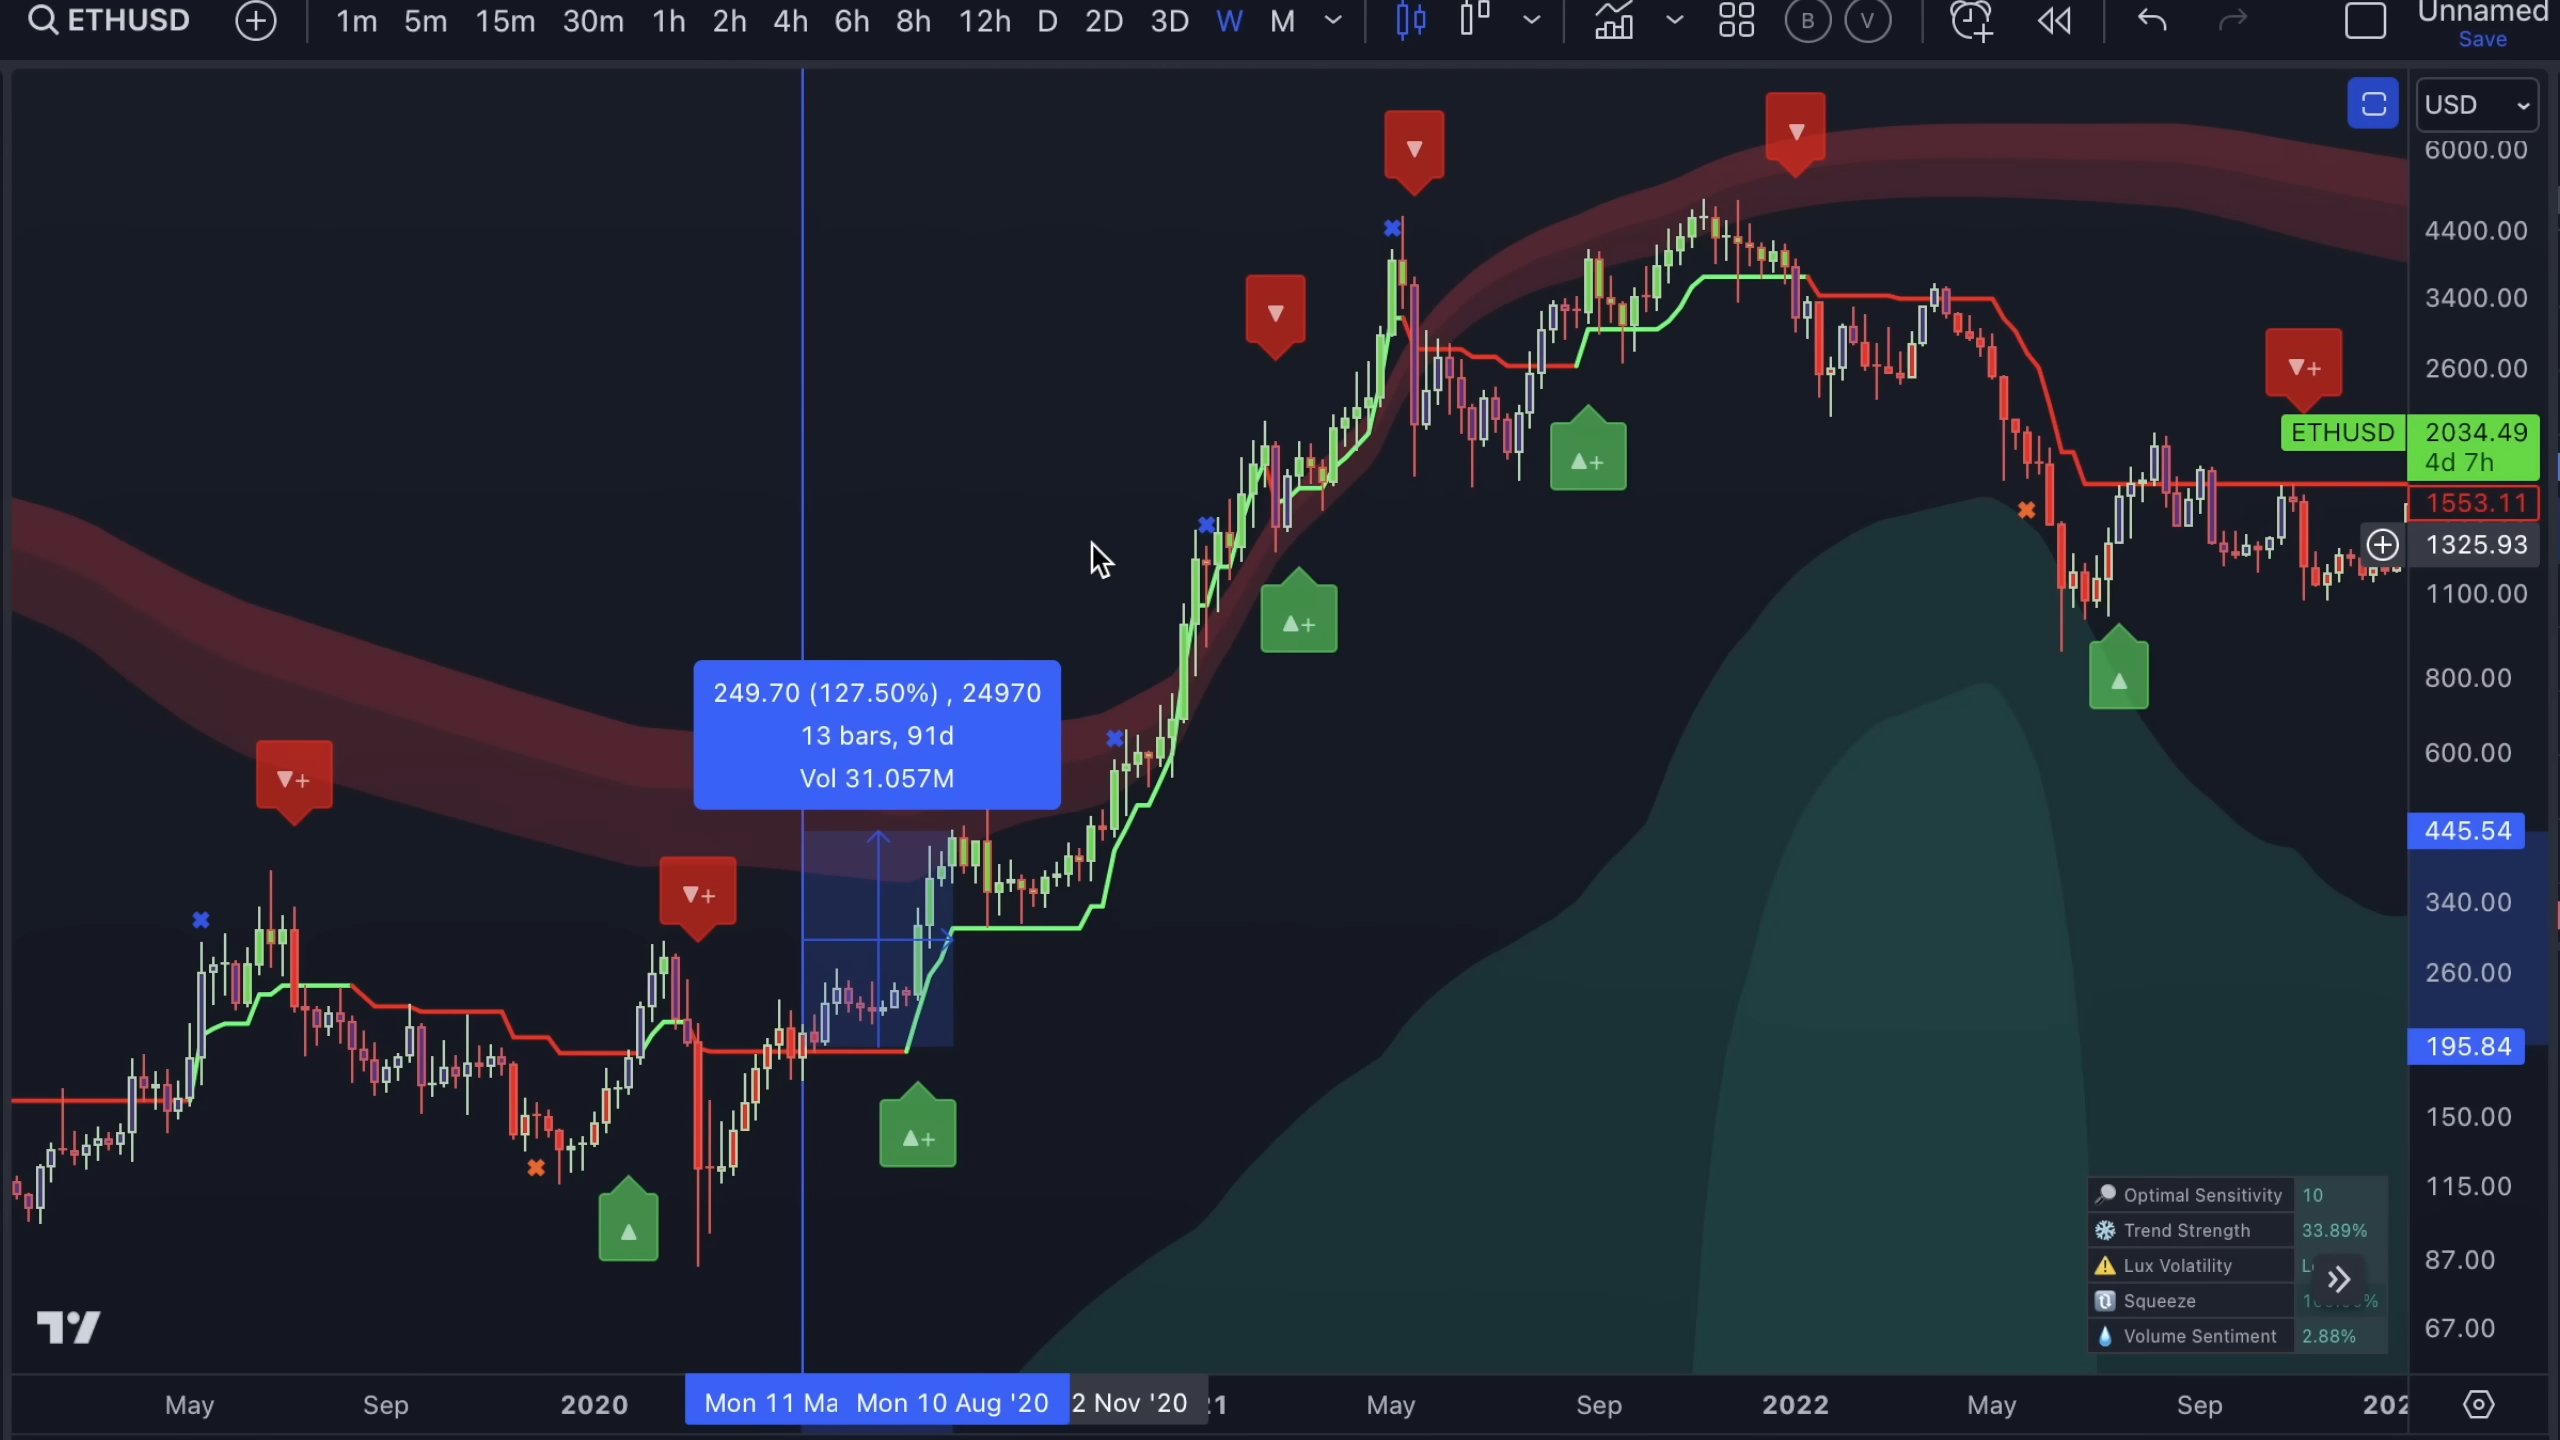 ETHUSD 1m 5m 15m 30m 1h 2h 4h 6h 8h 12h D 2D 3D W M B V Unnamed
Save
USD
6000.00
4400.00
3400.00
2600.00
ETHUSD 2034.49
4d 7h
1553.11
1325.93
1100.00
800.00
600.00
445.54
340.00
260.00
195.84
150.00
115.00
87.00
67.00
249.70 (127.50%) , 24970
13 bars, 91d
Vol 31.057M
Optimal Sensitivity 10
Trend Strength 33.89%
Lux Volatility
Squeeze
Volume Sentiment 2.88%
May Sep 2020 Mon 11 Ma Mon 10 Aug '20 2 Nov '20 21 May Sep 2022 May Sep 202